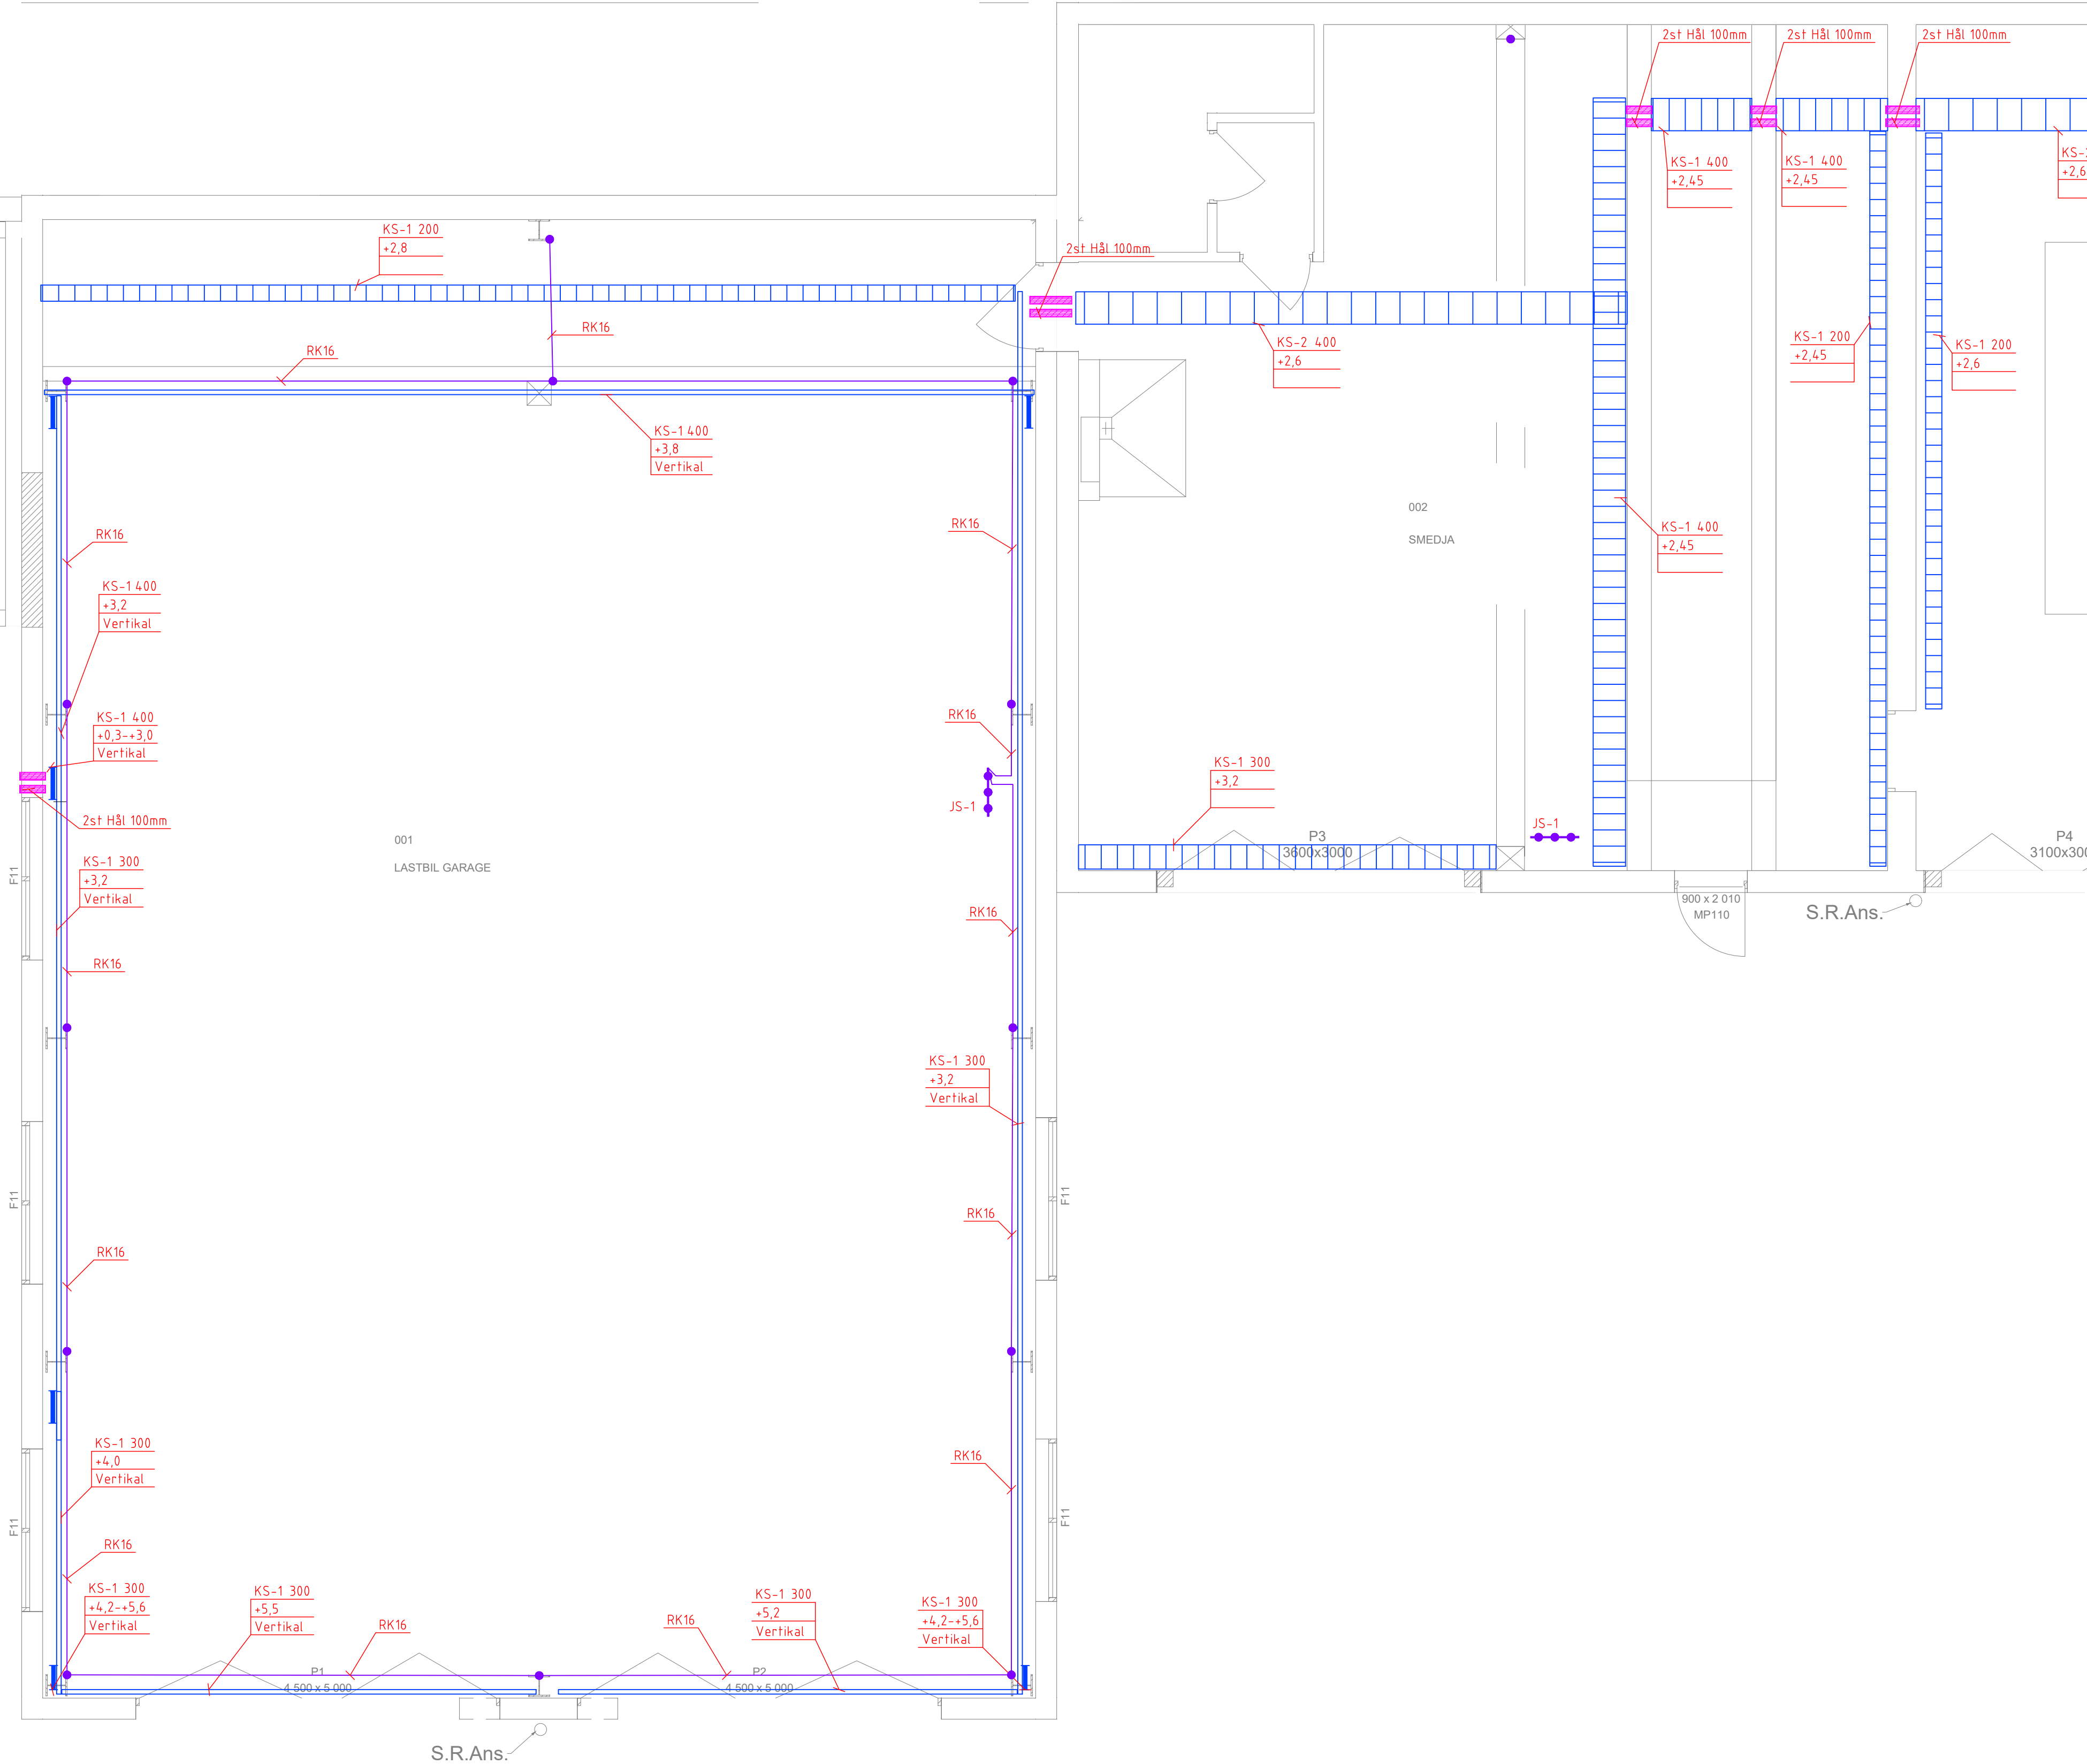 2st Hål 100mm
2st Hål 100mm
2st Hål 100mm
KS-1 400
+2,45
KS-1 400
+2,45
KS-1 200
+2,8
2st Hål 100mm
RK16
RK16
KS-2 400
+2,6
KS-1 200
+2,45
KS-1 200
+2,6
KS-1 400
+3,8
Vertikal
002
SMEDJA
RK16
RK16
KS-1 400
+2,45
KS-1 400
+3,2
Vertikal
KS-1 400
+0,3-+3,0
Vertikal
RK16
KS-1 300
+3,2
JS-1
2st Hål 100mm
JS-1
001
LASTBIL GARAGE
P3
3600x3000
P4
KS-1 300
+3,2
F11
RK16
RK16
900 x 2 010
MP110
S.R.Ans.
KS-1 300
+3,2
Vertikal
F11
F11
RK16
RK16
KS-1 300
+4,0
Vertikal
RK16
F11
F11
RK16
KS-1 300
+4,2-+5,6
Vertikal
KS-1 300
+5,5
Vertikal
RK16
RK16
KS-1 300
+5,2
Vertikal
KS-1 300
+4,2-+5,6
Vertikal
P1
4 500 x 5 000
P2
4 500 x 5 000
S.R.Ans.